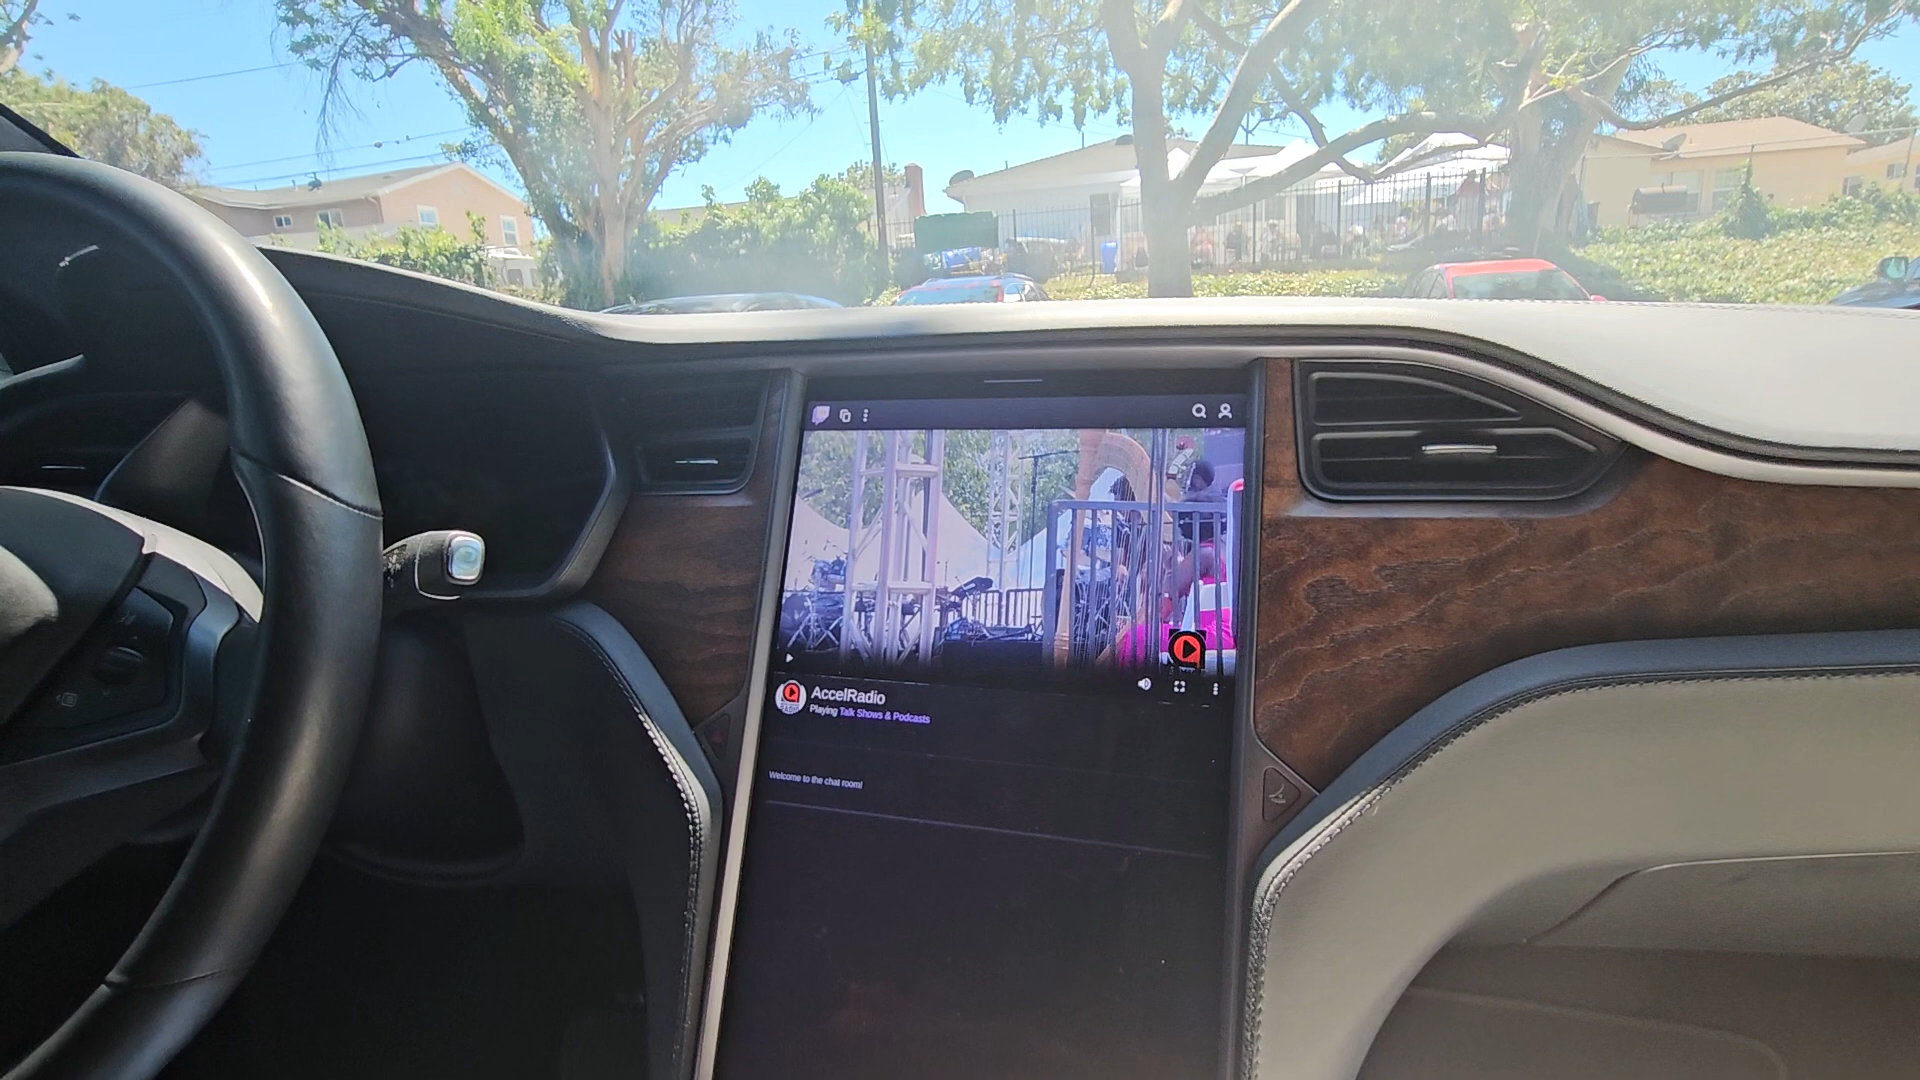 AccelRadio
Playing Talk Shows & Podcasts
Welcome to the chat room!